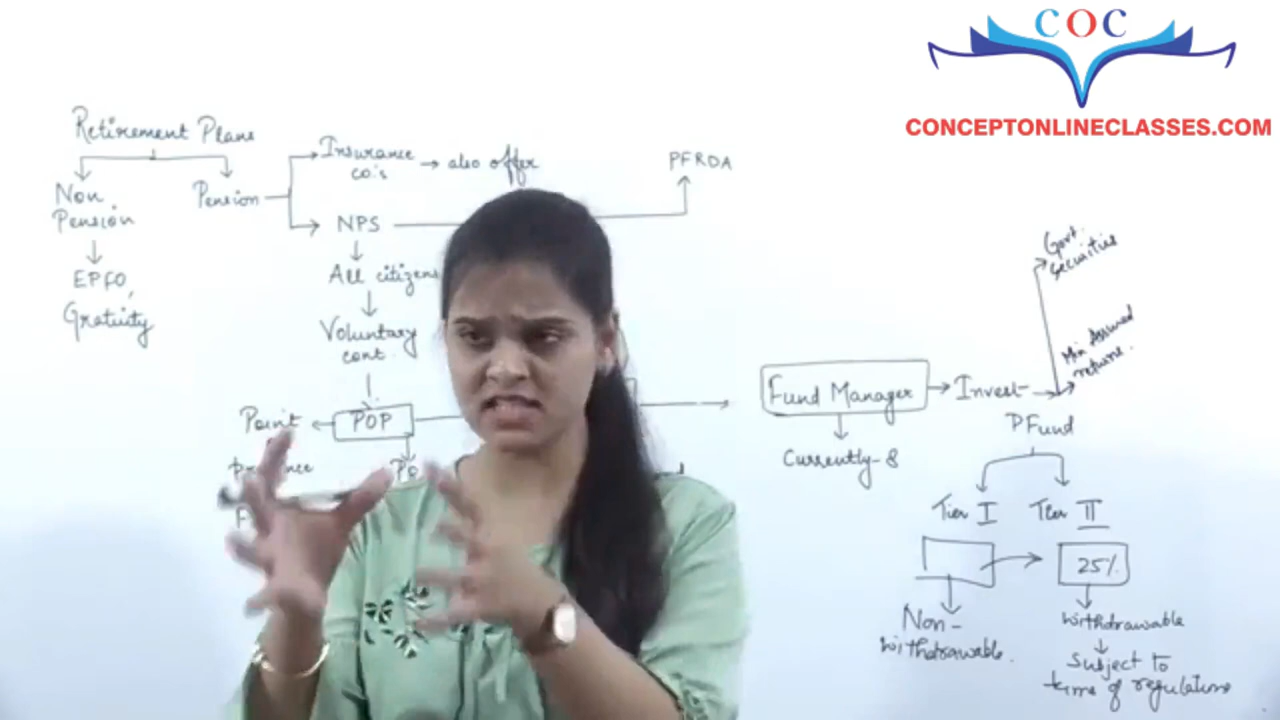 COC
CONCEPTONLINECLASSES.COM
Retirement Plans
Non
Pension
EPFO,
Gratuity
Pension
Insurance
co's
also offer
NPS
PFRDA
All citizens
Voluntary
cont.
POP
Point
Fund Manager
Currently - 8
Invest
Govt.
Securities
Min Assured
returns.
PFund
Tier I
Tier II
25%
Non-
Withdrawable.
Withdrawable
Subject to
terms of regulations